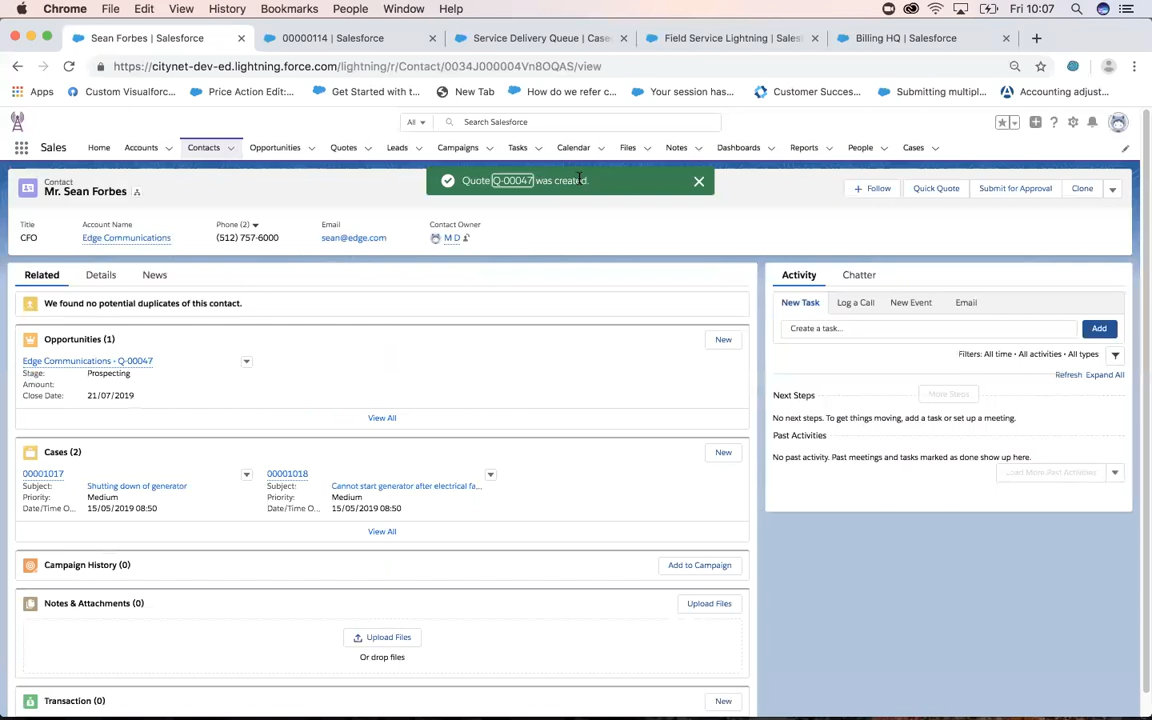 Chrome File Edit View History Bookmarks People Window Help Fri 10:07
Sean Forbes | Salesforce 00000114 | Salesforce Service Delivery Queue | Case Field Service Lightning | Sales Billing HQ | Salesforce
https://citynet-dev-ed.lightning.force.com/lightning/r/Contact/0034J000004Vn8OQAS/view
Apps Custom Visualforc... Price Action Edit:... Get Started with t... New Tab How do we refer c... Your session has... Customer Succes... Submitting multipl... Accounting adjust...
All Search Salesforce
Sales Home Accounts Contacts Opportunities Quotes Leads Campaigns Tasks Calendar Files Notes Dashboards Reports People Cases
Quote Q-00047 was created.
Contact
Mr. Sean Forbes
+ Follow Quick Quote Submit for Approval Clone
Title Account Name Phone (2) Email Contact Owner
CFO Edge Communications (512) 757-6000 sean@edge.com M D
Related Details News
We found no potential duplicates of this contact.
Opportunities (1) New
Edge Communications - Q-00047
Stage: Prospecting
Amount:
Close Date: 21/07/2019
View All
Cases (2) New
00001017 00001018
Subject: Shutting down of generator Subject: Cannot start generator after electrical fa...
Priority: Medium Priority: Medium
Date/Time O... 15/05/2019 08:50 Date/Time O... 15/05/2019 08:50
View All
Campaign History (0) Add to Campaign
Notes & Attachments (0) Upload Files
Upload Files
Or drop files
Transaction (0) New
Activity Chatter
New Task Log a Call New Event Email
Create a task... Add
Filters: All time • All activities • All types
Refresh Expand All
Next Steps More Steps
No next steps. To get things moving, add a task or set up a meeting.
Past Activities
No past activity. Past meetings and tasks marked as done show up here.
Load More Past Activities